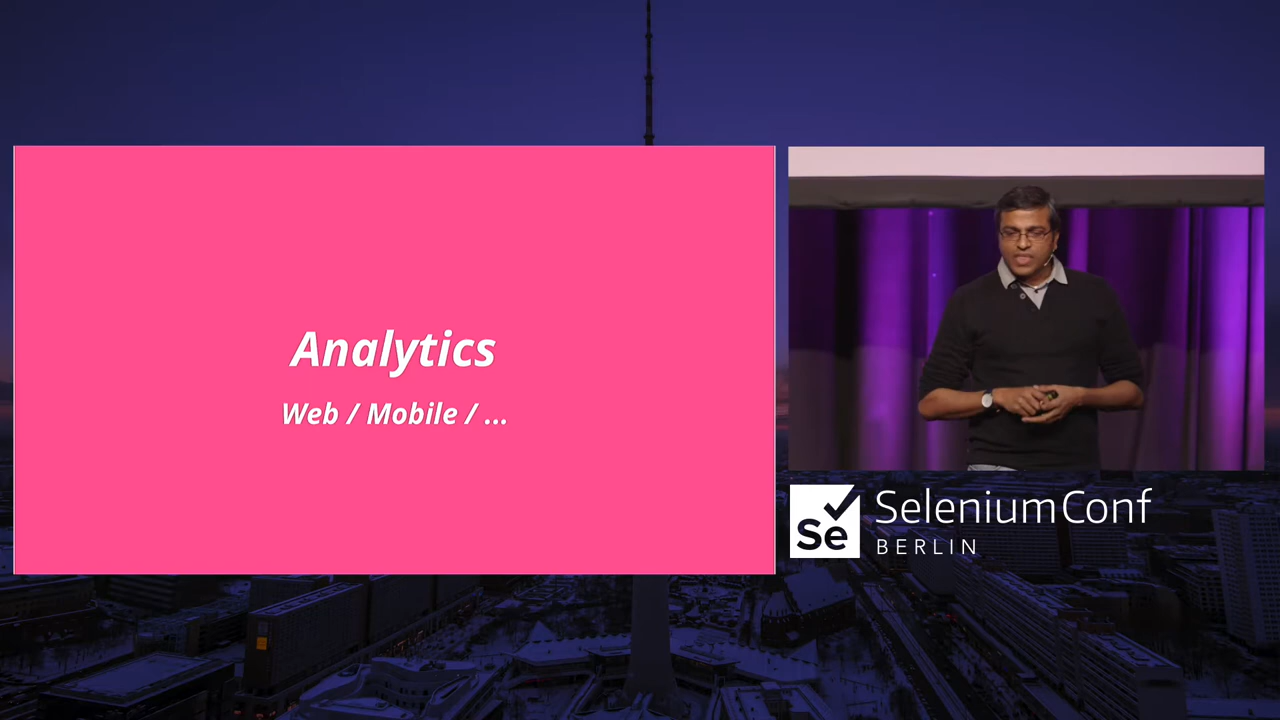 Analytics
Web / Mobile / ...
Se
SeleniumConf
BERLIN